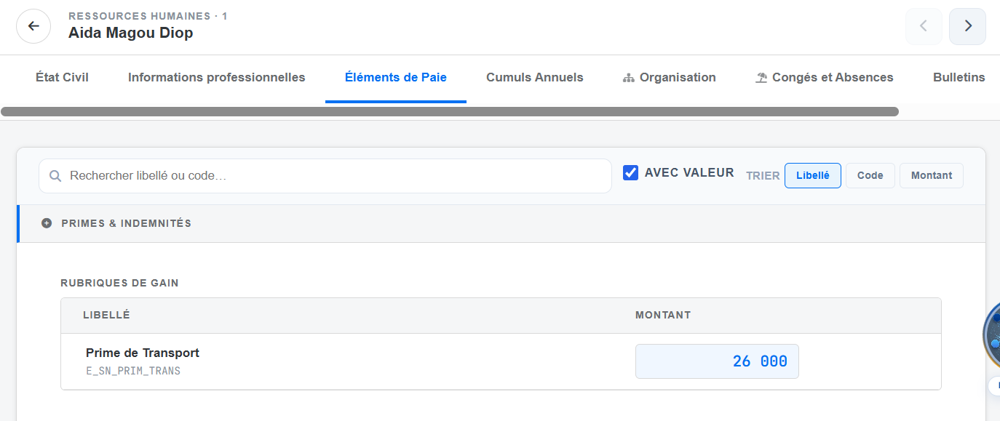 RESSOURCES HUMAINES · 1
Aida Magou Diop
État Civil Informations professionnelles Éléments de Paie Cumuls Annuels Organisation Congés et Absences Bulletins
Rechercher libellé ou code… AVEC VALEUR TRIER Libellé Code Montant
PRIMES & INDEMNITÉS
RUBRIQUES DE GAIN
LIBELLÉ MONTANT
Prime de Transport 26 000
E_SN_PRIM_TRANS